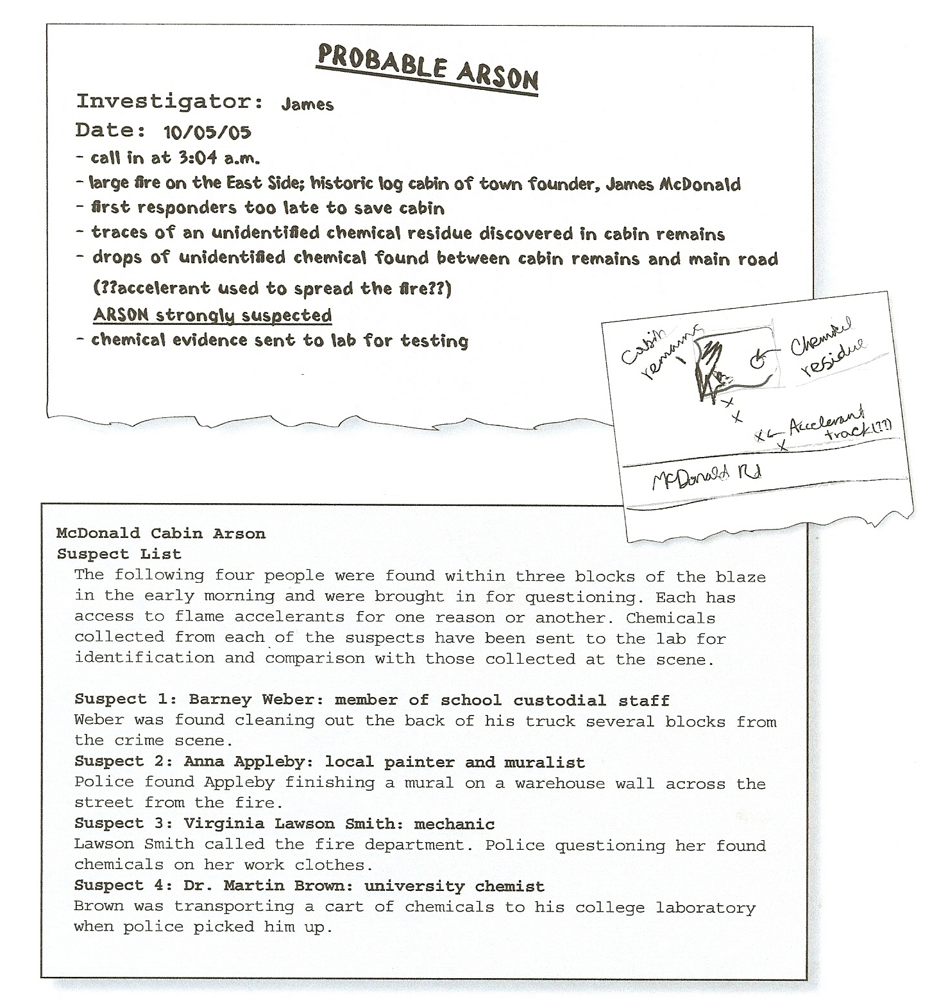 PROBABLE ARSON
Investigator: James
Date: 10/05/05
- call in at 3:04 a.m.
- large fire on the East Side; historic log cabin of town founder, James McDonald
- first responders too late to save cabin
- traces of an unidentified chemical residue discovered in cabin remains
- drops of unidentified chemical found between cabin remains and main road
(??accelerant used to spread the fire??)
ARSON strongly suspected
- chemical evidence sent to lab for testing
Cabin
remains
Chemical
residue
x
x
x← Accelerant
track(??)
x
McDonald Rd
McDonald Cabin Arson
Suspect List
The following four people were found within three blocks of the blaze
in the early morning and were brought in for questioning. Each has
access to flame accelerants for one reason or another. Chemicals
collected from each of the suspects have been sent to the lab for
identification and comparison with those collected at the scene.
Suspect 1: Barney Weber: member of school custodial staff
Weber was found cleaning out the back of his truck several blocks from
the crime scene.
Suspect 2: Anna Appleby: local painter and muralist
Police found Appleby finishing a mural on a warehouse wall across the
street from the fire.
Suspect 3: Virginia Lawson Smith: mechanic
Lawson Smith called the fire department. Police questioning her found
chemicals on her work clothes.
Suspect 4: Dr. Martin Brown: university chemist
Brown was transporting a cart of chemicals to his college laboratory
when police picked him up.